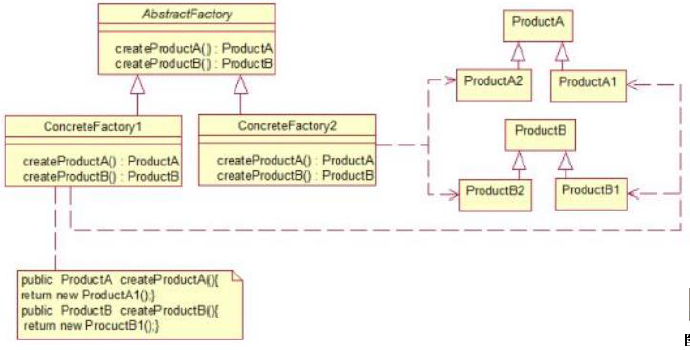 AbstractFactory
createProductA() : ProductA
createProductB() : ProductB
ConcreteFactory1
createProductA() : ProductA
createProductB() : ProductB
ConcreteFactory2
createProductA() : ProductA
createProductB() : ProductB
ProductA
ProductA2
ProductA1
ProductB
ProductB2
ProductB1
public ProductA createProductA(){
return new ProductA1();}
public ProductB createProductB(){
return new ProcuctB1();}